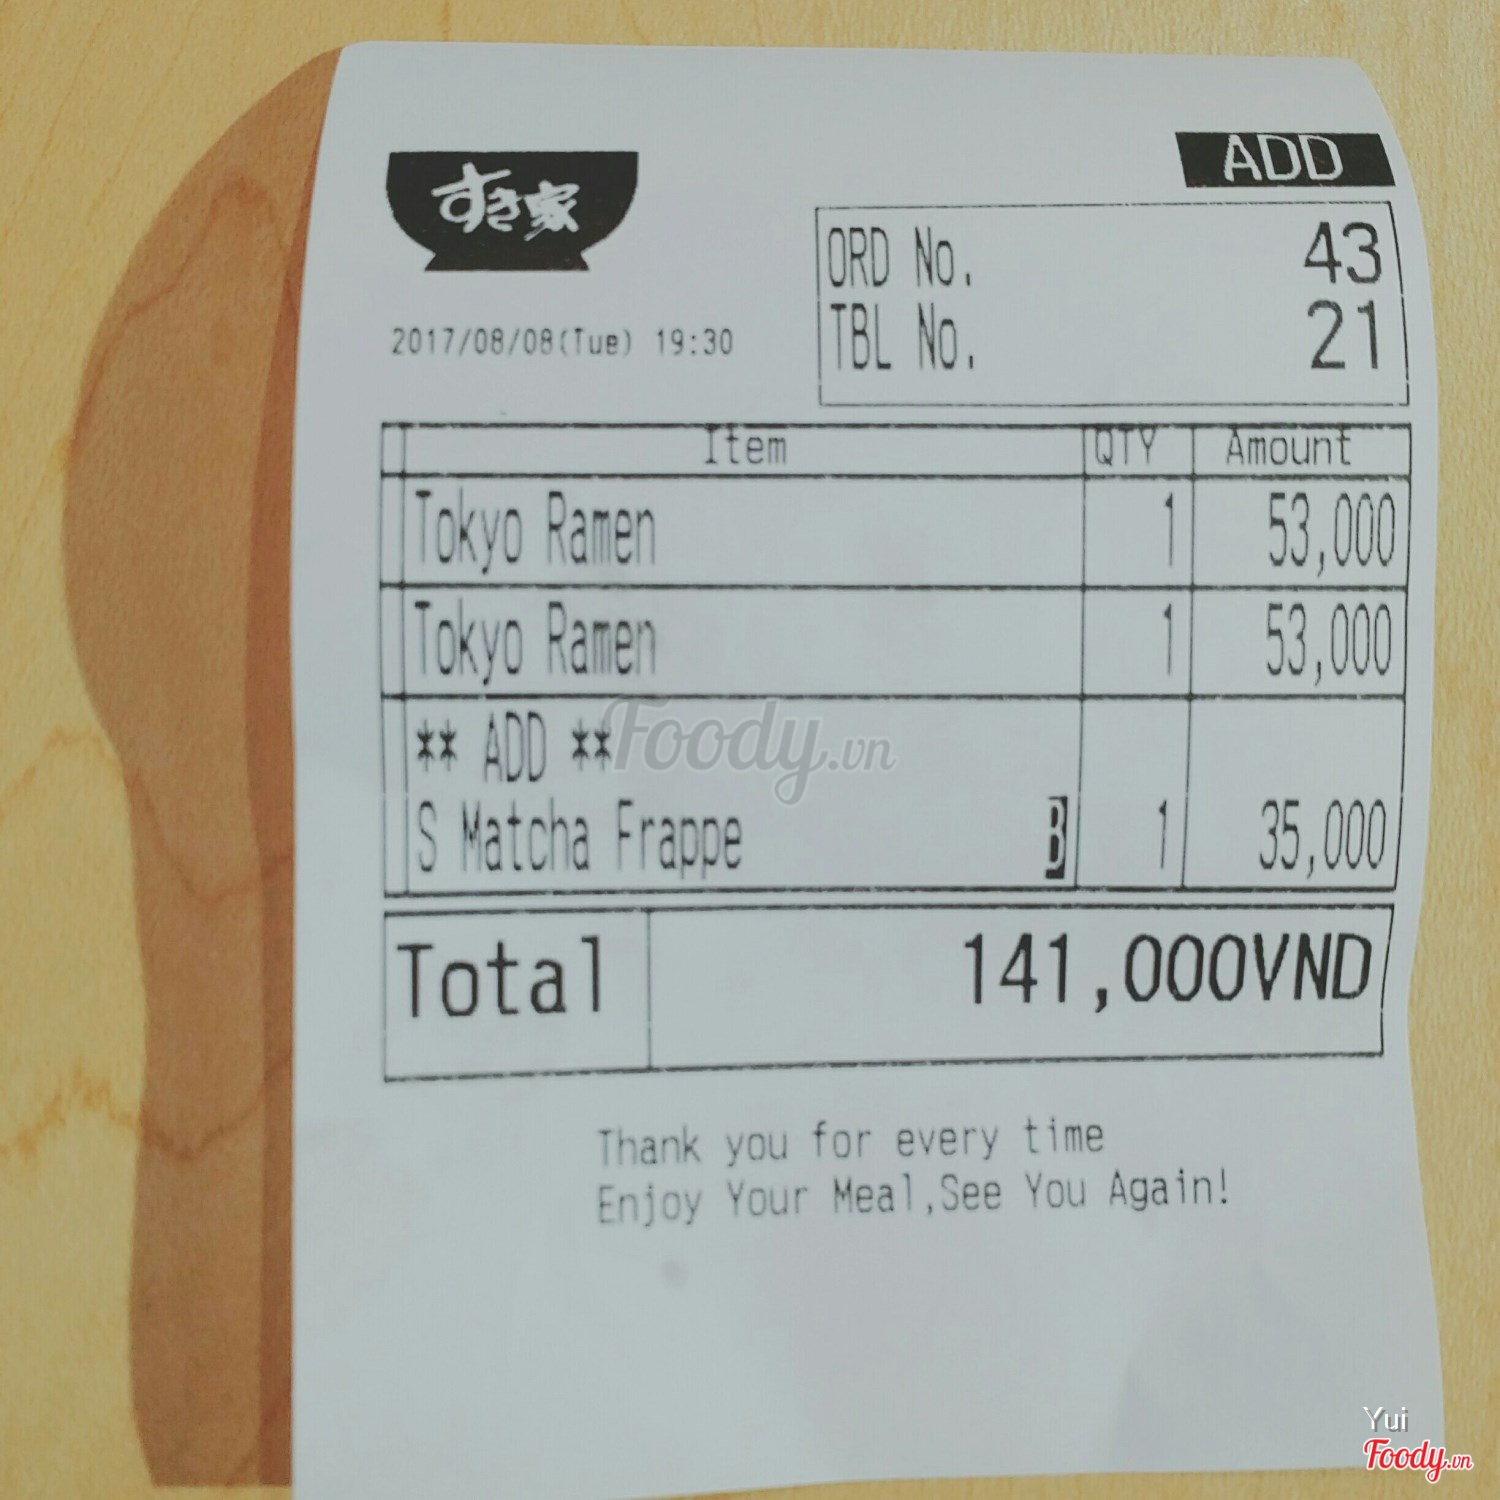 ADD
すき家
ORD No. 43
TBL No. 21
2017/08/08(Tue) 19:30
Item QTY Amount
Tokyo Ramen 1 53,000
Tokyo Ramen 1 53,000
** ADD **
S Matcha Frappe B 1 35,000
Total 141,000VND
Thank you for every time
Enjoy Your Meal,See You Again!
Foody.vn
Yui
Foody.vn